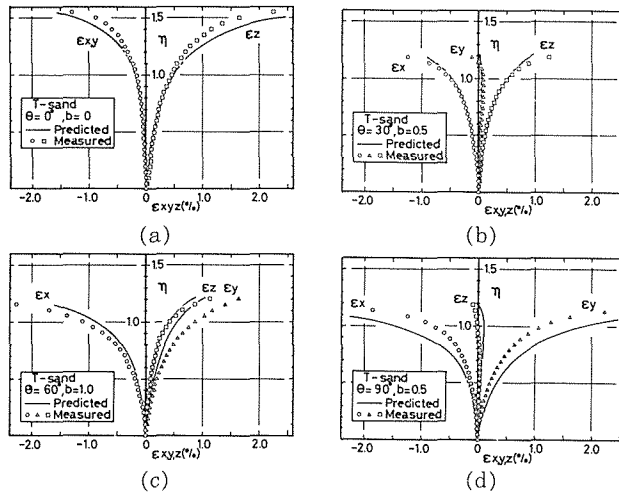 1.5
εx,y
η
εz
1.0
T-sand
θ= 0°,b= 0
Predicted
Measured
-2.0
-1.0
0
1.0
2.0
εxyz(%)
(a)
1.5
εy
εz
εx
η
1.0
T-sand
θ= 30°,b=0.5
Predicted
Measured
-2.0
-1.0
0
1.0
2.0
εx,y,z(%)
(b)
1.5
εx
η
εz
εy
1.0
T-sand
θ= 60°,b=1.0
Predicted
Measured
-2.0
-1.0
0
1.0
2.0
εx,y,z(%)
(c)
1.5
εx
εz
η
εy
1.0
T-sand
θ= 90°,b=0.5
Predicted
Measured
-2.0
-1.0
0
1.0
2.0
εx,y,z(%)
(d)